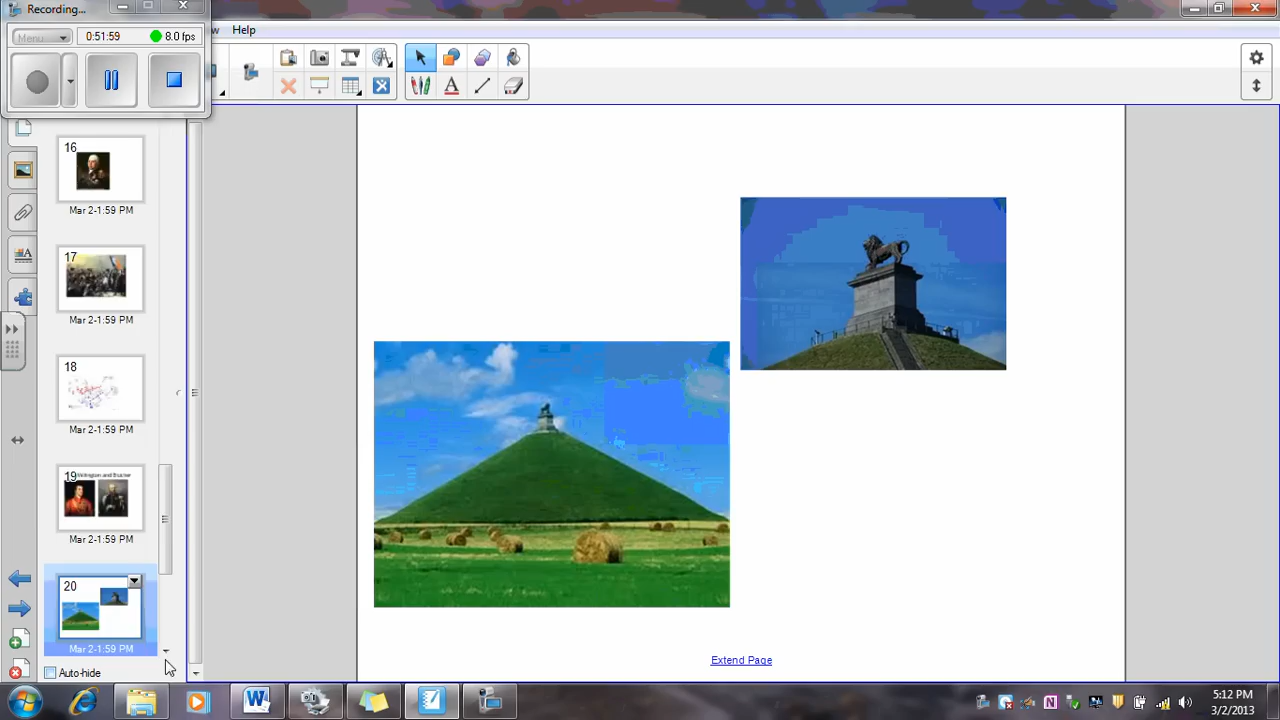 Recording...
Menu
0:51:59
8.0 fps
w
Help
16
Mar 2-1:59 PM
17
Mar 2-1:59 PM
18
Mar 2-1:59 PM
19
Mar 2-1:59 PM
20
Mar 2-1:59 PM
Auto-hide
Extend Page
5:12 PM
3/2/2013